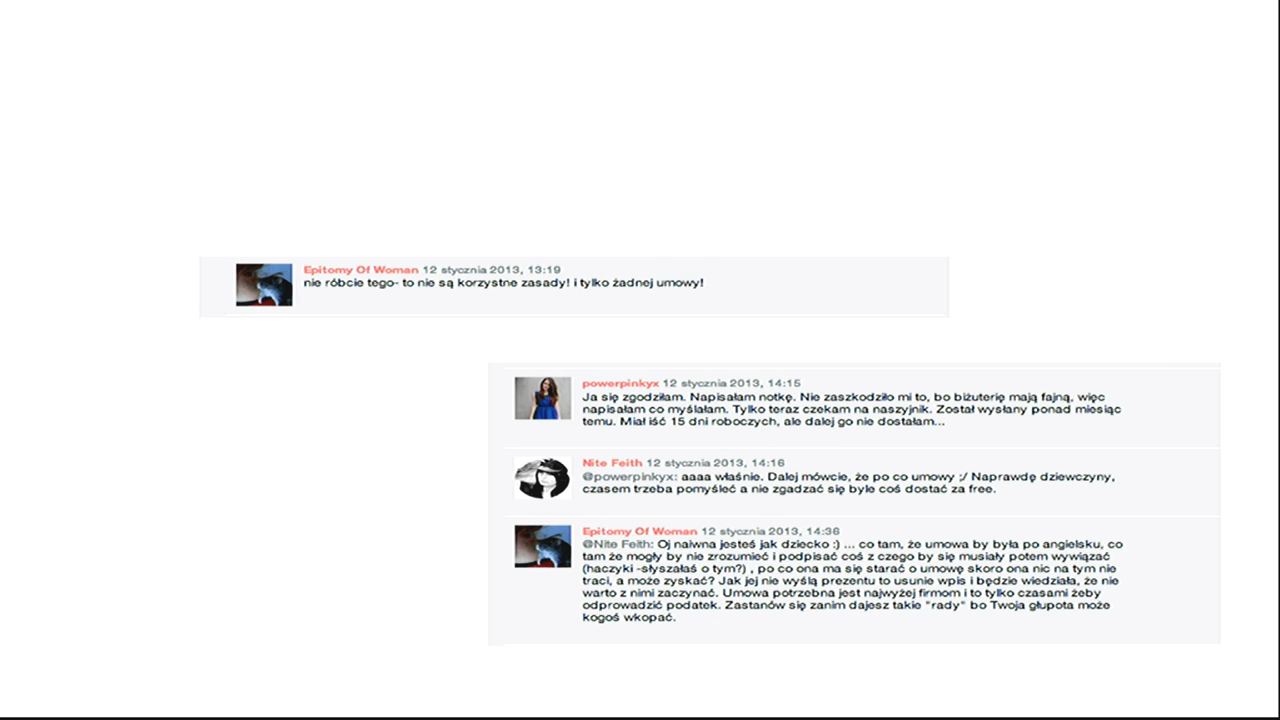 Epitomy Of Woman 12 stycznia 2013, 13:19
nie róbcie tego- to nie są korzystne zasady! i tylko żadnej umowy!
powerpinkyx 12 stycznia 2013, 14:15
Ja się zgodziłam. Napisałam notkę. Nie zaszkodziło mi to, bo biżuterię mają fajną, więc
napisałam co myślałam. Tylko teraz czekam na naszyjnik. Został wysłany ponad miesiąc
temu. Miał iść 15 dni roboczych, ale dalej go nie dostałam...
Nite Feith 12 stycznia 2013, 14:16
@powerpinkyx: aaaa właśnie. Dalej mówcie, że po co umowy ;/ Naprawdę dziewczyny,
czasem trzeba pomyśleć a nie zgadzać się byle coś dostać za free.
Epitomy Of Woman 12 stycznia 2013, 14:36
@Nite Feith: Oj naiwna jesteś jak dziecko :) ... co tam, że umowa by była po angielsku, co
tam że mogły by nie zrozumieć i podpisać coś z czego by się musiały potem wywiązać
(haczyki -słyszałaś o tym?) , po co ona ma się starać o umowę skoro ona nic na tym nie
traci, a może zyskać? Jak jej nie wyślą prezentu to usunie wpis i będzie wiedziała, że nie
warto z nimi zaczynać. Umowa potrzebna jest najwyżej firmom i to tylko czasami żeby
odprowadzić podatek. Zastanów się zanim dajesz takie "rady" bo Twoja głupota może
kogoś wkopać.